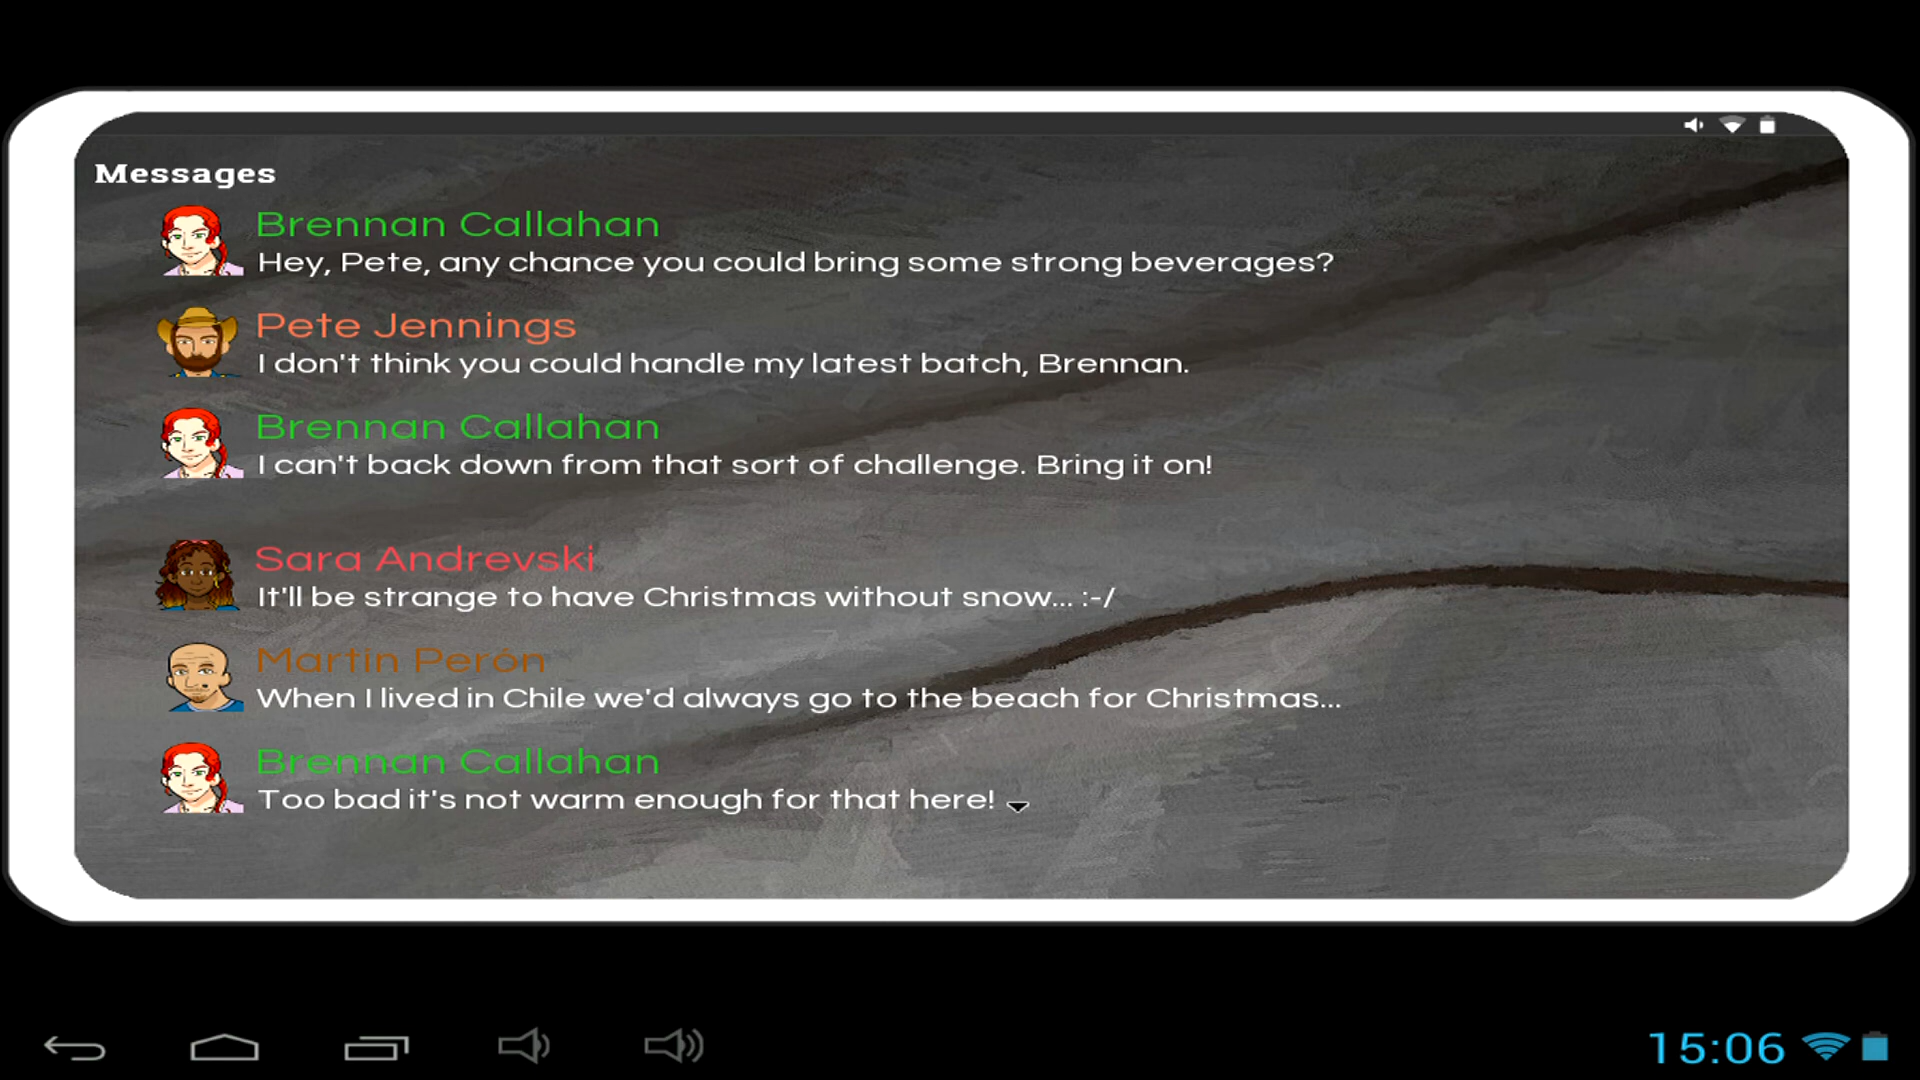 Messages
Brennan Callahan
Hey, Pete, any chance you could bring some strong beverages?
Pete Jennings
I don't think you could handle my latest batch, Brennan.
Brennan Callahan
I can't back down from that sort of challenge. Bring it on!
Sara Andrevski
It'll be strange to have Christmas without snow... :-/
Martín Perón
When I lived in Chile we'd always go to the beach for Christmas...
Brennan Callahan
Too bad it's not warm enough for that here!
15:06